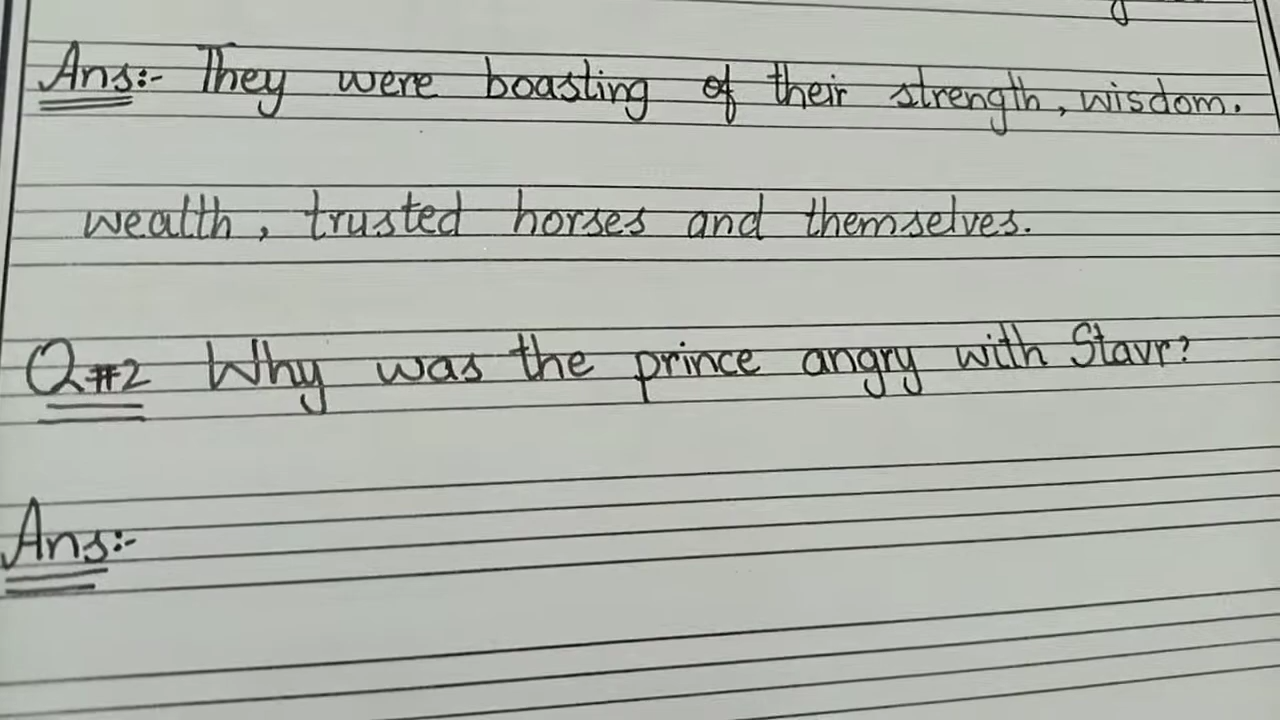 Ans:- They were boasting of their strength, wisdom.
wealth, trusted horses and themselves.
Q#2 Why was the prince angry with Stavr?
Ans:-